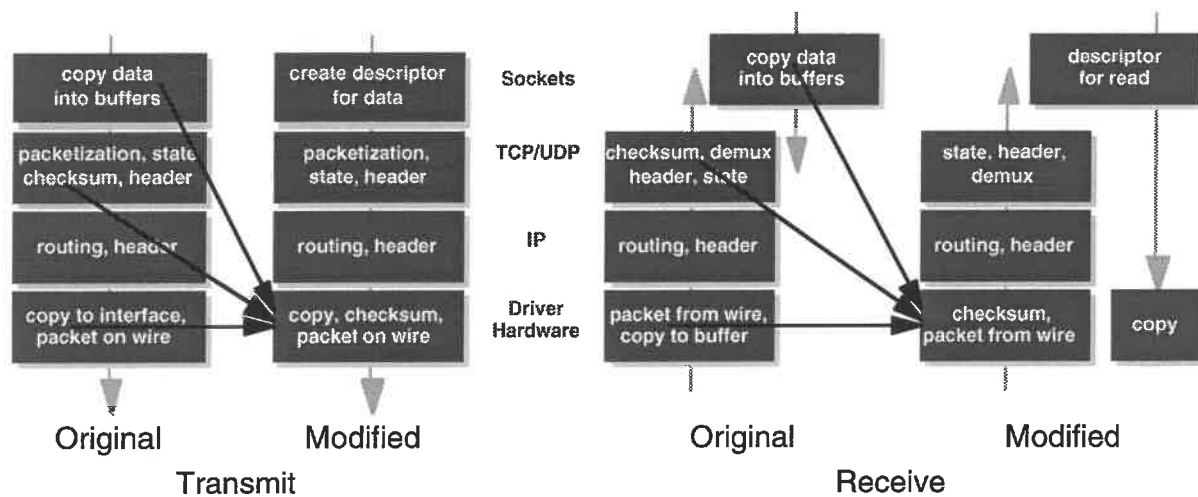 copy data
into buffers
create descriptor
for data
Sockets
copy data
into buffers
descriptor
for read
packetization, state
checksum, header
packetization,
state, header
TCP/UDP
checksum, demux
header, state
state, header,
demux
routing, header
routing, header
IP
routing, header
routing, header
copy to interface,
packet on wire
copy, checksum,
packet on wire
Driver
Hardware
packet from wire,
copy to buffer
checksum,
packet from wire
copy
Original
Modified
Original
Modified
Transmit
Receive